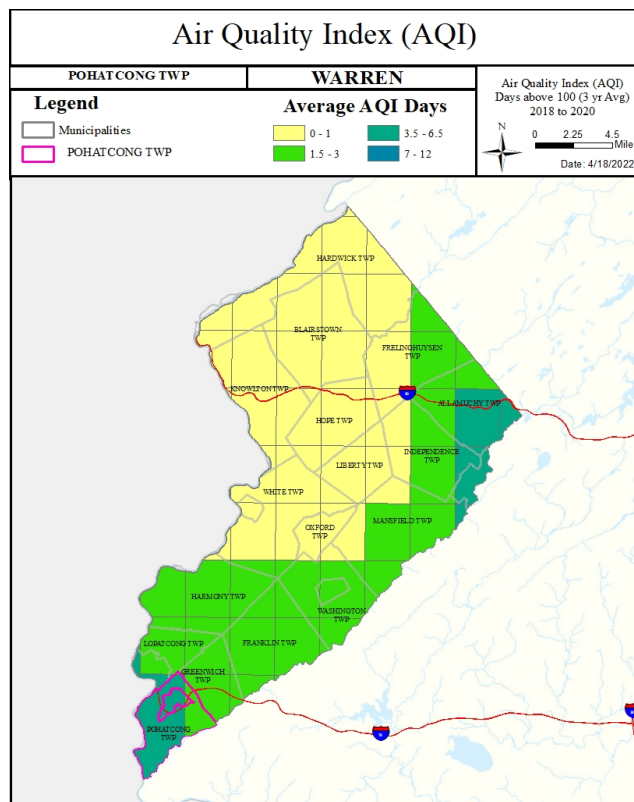 Air Quality Index (AQI)
POHATCONG TWP
WARREN
Legend
Municipalities
POHATCONG TWP
Average AQI Days
0 - 1
3.5 - 6.5
1.5 - 3
7 - 12
Air Quality Index (AQI)
Days above 100 (3 yr Avg)
2018 to 2020
N
0 2.25 4.5
Mile
Date: 4/18/2022
HARDWICK TWP
BLAIRSTOWN
TWP
FRELINGHUYSEN
TWP
KNOWLTON TWP
ALLAMUCHY TWP
HOPE TWP
INDEPENDENCE
TWP
LIBERTY TWP
WHITE TWP
MANSFIELD TWP
OXFORD
TWP
HARMONY TWP
WASHINGTON
TWP
LOPATCONG TWP
FRANKLIN TWP
GREENWICH
TWP
POHATCONG
TWP